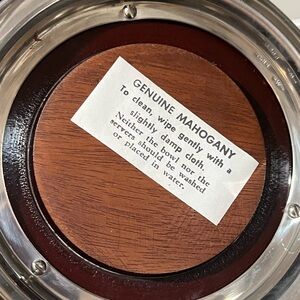 GENUINE MAHOGANY
To clean, wipe gently with a
slightly damp cloth.
Neither the bowl nor the
servers should be washed
or placed in water.